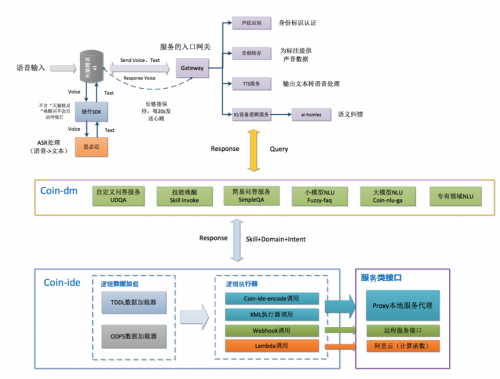 服务的入口网关
声纹识别
身份标识认证
语音输入
天猫精灵
X1
Send Voice、Text
Response Voice
Gateway
音频转存
为标注提供
声音数据
TTS服务
输出文本转语音处理
Voice
Text
长链接保
持，每20s发
送心跳
X1设备逻辑服务
ai-homies
语义纠错
不含“天猫精灵
”唤醒词不会启
动呼吸灯
硬件SDK
Voice
Text
ASR处理
（语音->文本）
思必驰
Response
Query
Coin-dm
自定义问答服务
UDQA
技能唤醒
Skill Invoke
简易问答服务
SimpleQA
小模型NLU
Fuzzy-faq
大模型NLU
Coin-nlu-ga
专有领域NLU
Response
Skill+Domain+Intent
Coin-ide
逻辑数据加载
TDDL数据加载器
ODPS数据加载器
逻辑执行器
Coin-ide-encode调用
XML执行器调用
Webhook调用
Lambda调用
服务类接口
Proxy本地服务代理
远程服务接口
阿里云（计算函数）